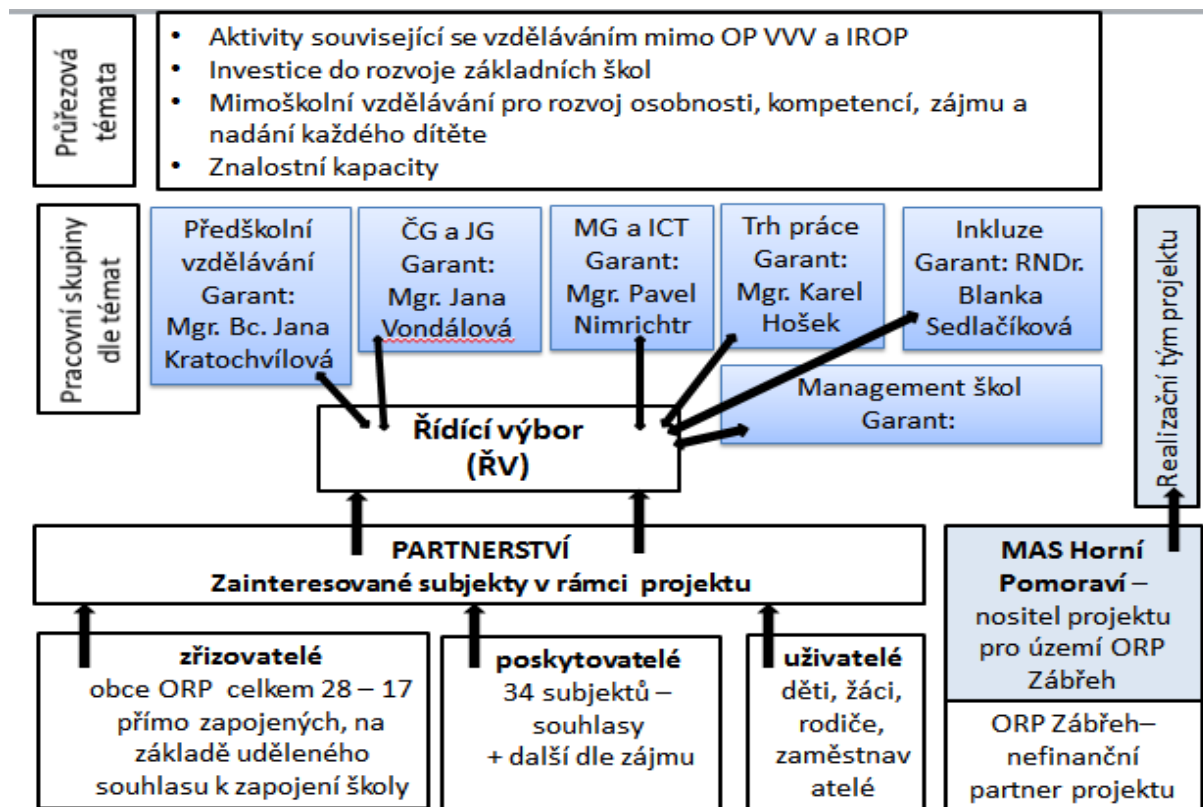 Průřezová
témata
• Aktivity související se vzděláváním mimo OP VVV a IROP
• Investice do rozvoje základních škol
• Mimoškolní vzdělávání pro rozvoj osobnosti, kompetencí, zájmu a
nadání každého dítěte
• Znalostní kapacity
Pracovní skupiny
dle témat
Předškolní
vzdělávání
Garant:
Mgr. Bc. Jana
Kratochvílová
ČG a JG
Garant:
Mgr. Jana
Vondálová
MG a ICT
Garant:
Mgr. Pavel
Nimrichtr
Trh práce
Garant:
Mgr. Karel
Hošek
Inkluze
Garant: RNDr.
Blanka
Sedlačíková
Management škol
Garant:
Realizační tým projektu
Řídící výbor
(ŘV)
PARTNERSTVÍ
Zainteresované subjekty v rámci projektu
zřizovatelé
obce ORP celkem 28 – 17
přímo zapojených, na
základě uděleného
souhlasu k zapojení školy
poskytovatelé
34 subjektů –
souhlasy
+ další dle zájmu
uživatelé
děti, žáci,
rodiče,
zaměstnav
atelé
MAS Horní
Pomoraví –
nositel projektu
pro území ORP
Zábřeh
ORP Zábřeh–
nefinanční
partner projektu